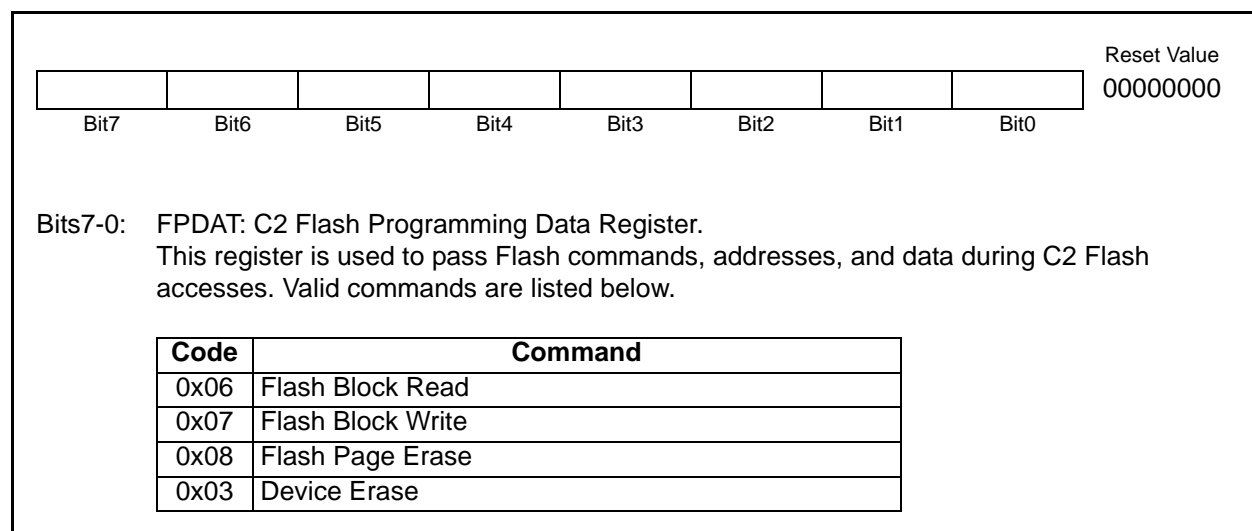 Reset Value
00000000
Bit7 Bit6 Bit5 Bit4 Bit3 Bit2 Bit1 Bit0
Bits7-0: FPDAT: C2 Flash Programming Data Register.
This register is used to pass Flash commands, addresses, and data during C2 Flash
accesses. Valid commands are listed below.
Code Command
0x06 Flash Block Read
0x07 Flash Block Write
0x08 Flash Page Erase
0x03 Device Erase